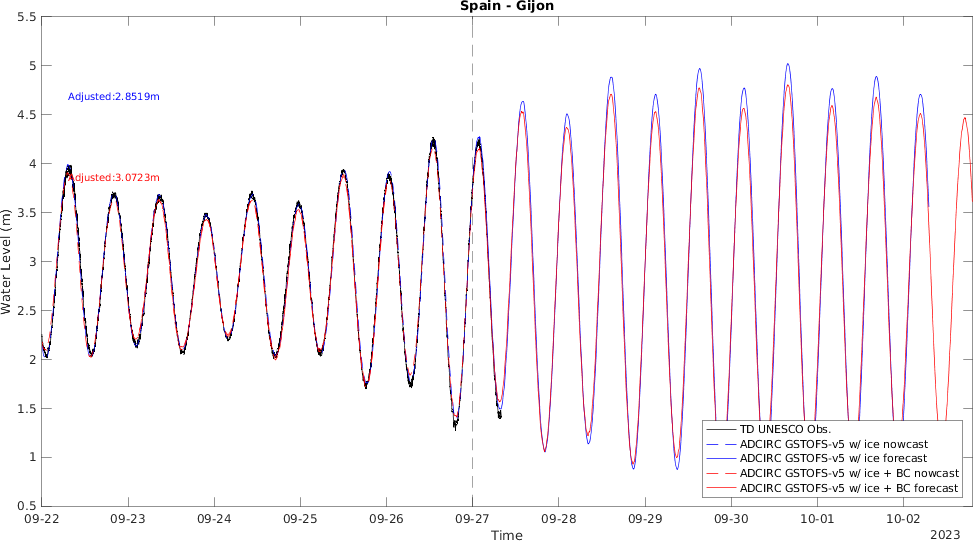 Spain - Gijon
5.5
5
4.5
4
3.5
3
2.5
2
1.5
1
0.5
Water Level (m)
Adjusted:2.8519m
Adjusted:3.0723m
TD UNESCO Obs.
ADCIRC GSTOFS-v5 w/ ice nowcast
ADCIRC GSTOFS-v5 w/ ice forecast
ADCIRC GSTOFS-v5 w/ ice + BC nowcast
ADCIRC GSTOFS-v5 w/ ice + BC forecast
09-22 09-23 09-24 09-25 09-26 09-27 09-28 09-29 09-30 10-01 10-02
Time
2023